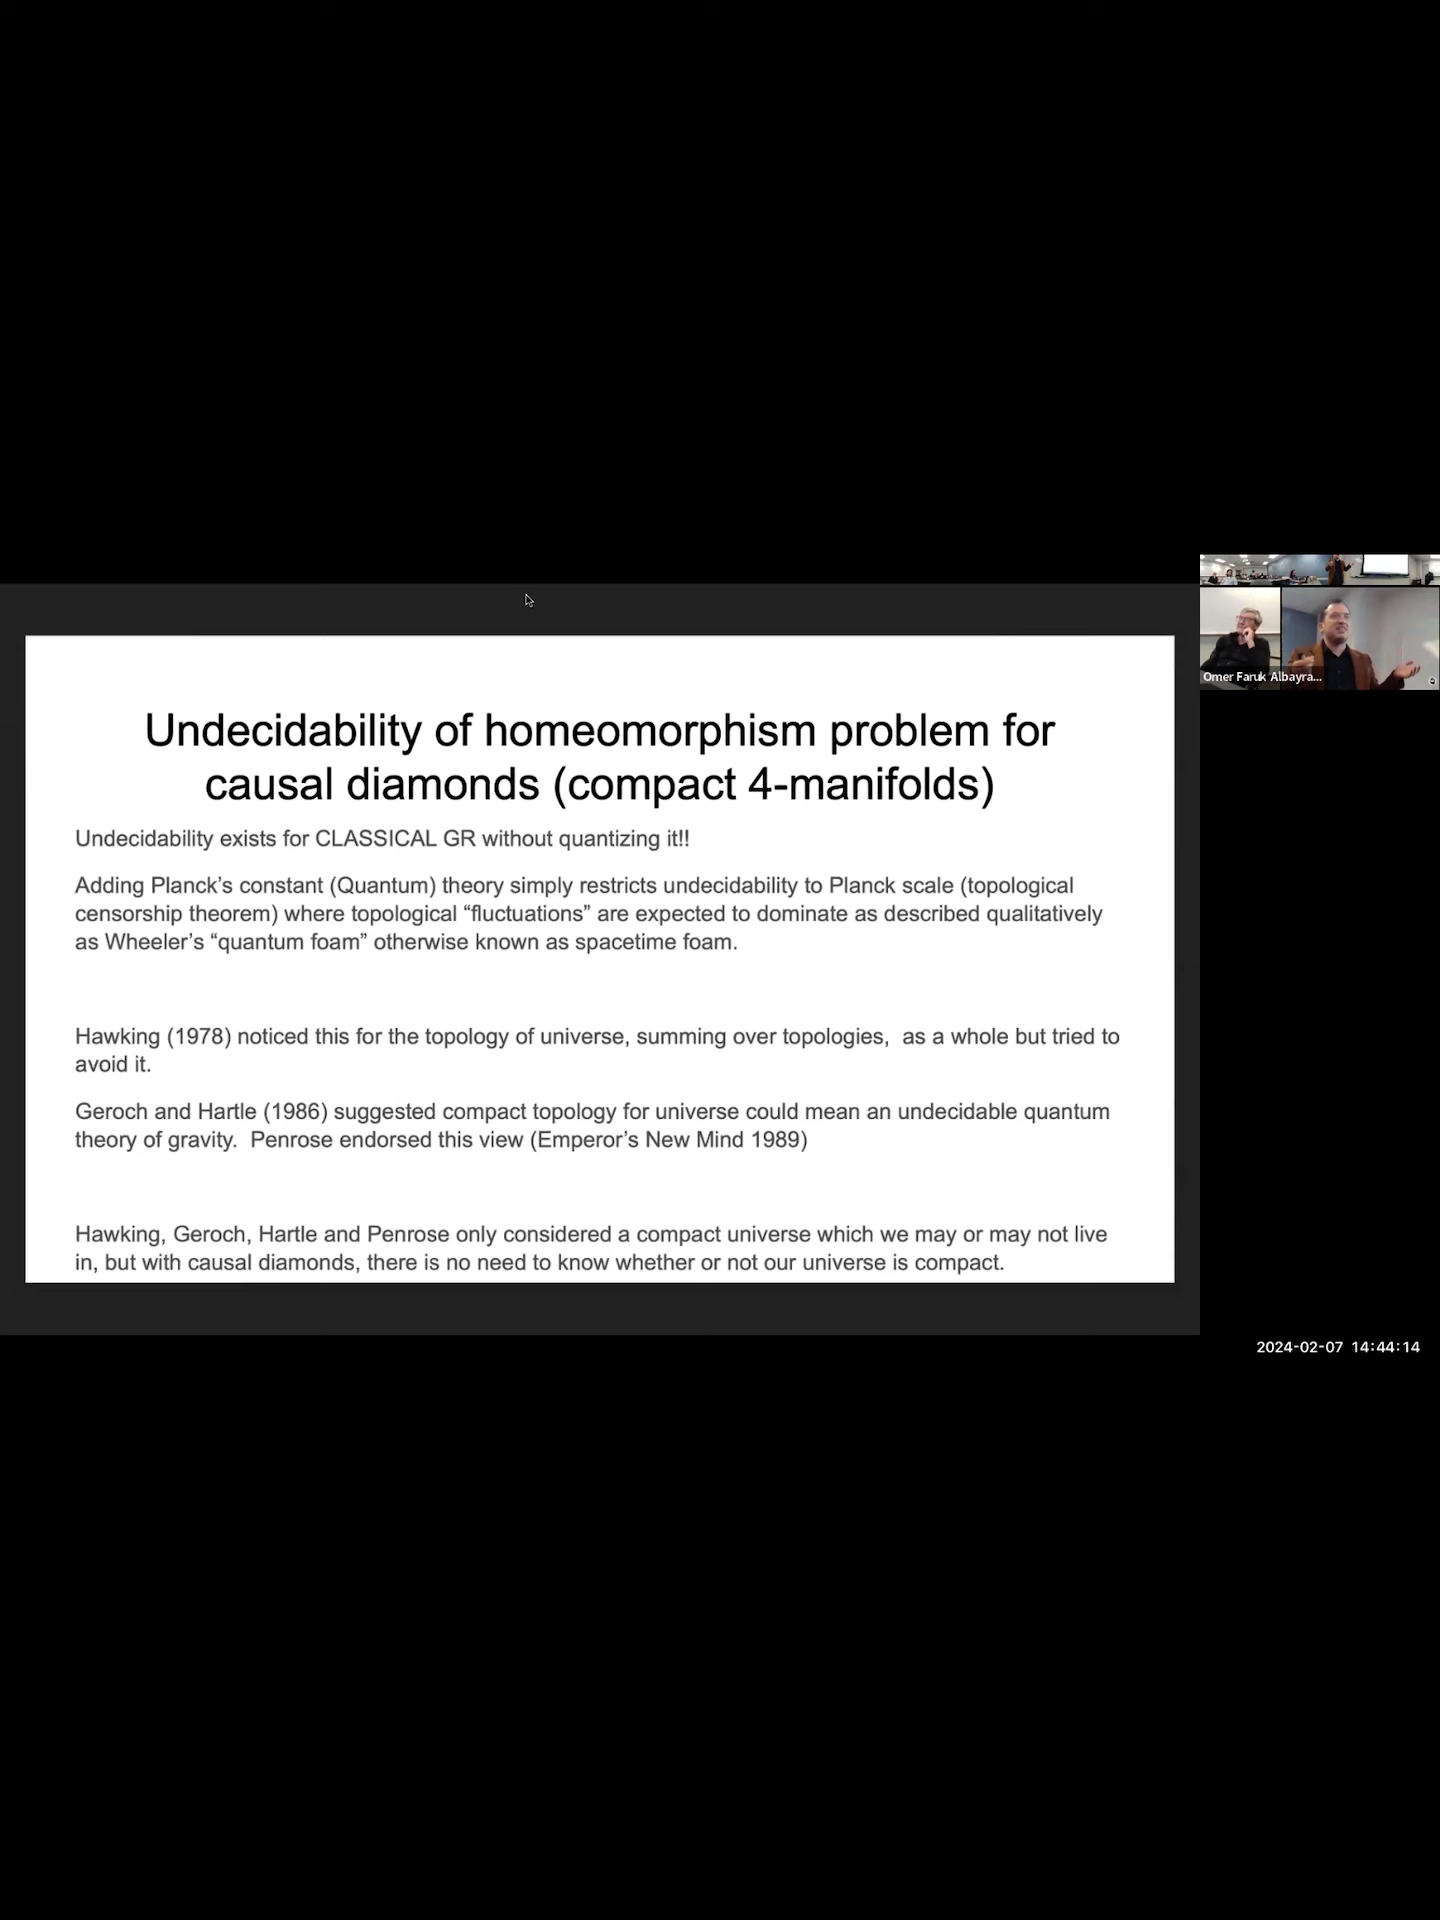 Omer Faruk Albayra...
Undecidability of homeomorphism problem for
causal diamonds (compact 4-manifolds)
Undecidability exists for CLASSICAL GR without quantizing it!!
Adding Planck’s constant (Quantum) theory simply restricts undecidability to Planck scale (topological
censorship theorem) where topological “fluctuations” are expected to dominate as described qualitatively
as Wheeler’s “quantum foam” otherwise known as spacetime foam.
Hawking (1978) noticed this for the topology of universe, summing over topologies,  as a whole but tried to
avoid it.
Geroch and Hartle (1986) suggested compact topology for universe could mean an undecidable quantum
theory of gravity.  Penrose endorsed this view (Emperor’s New Mind 1989)
Hawking, Geroch, Hartle and Penrose only considered a compact universe which we may or may not live
in, but with causal diamonds, there is no need to know whether or not our universe is compact.
2024-02-07 14:44:14